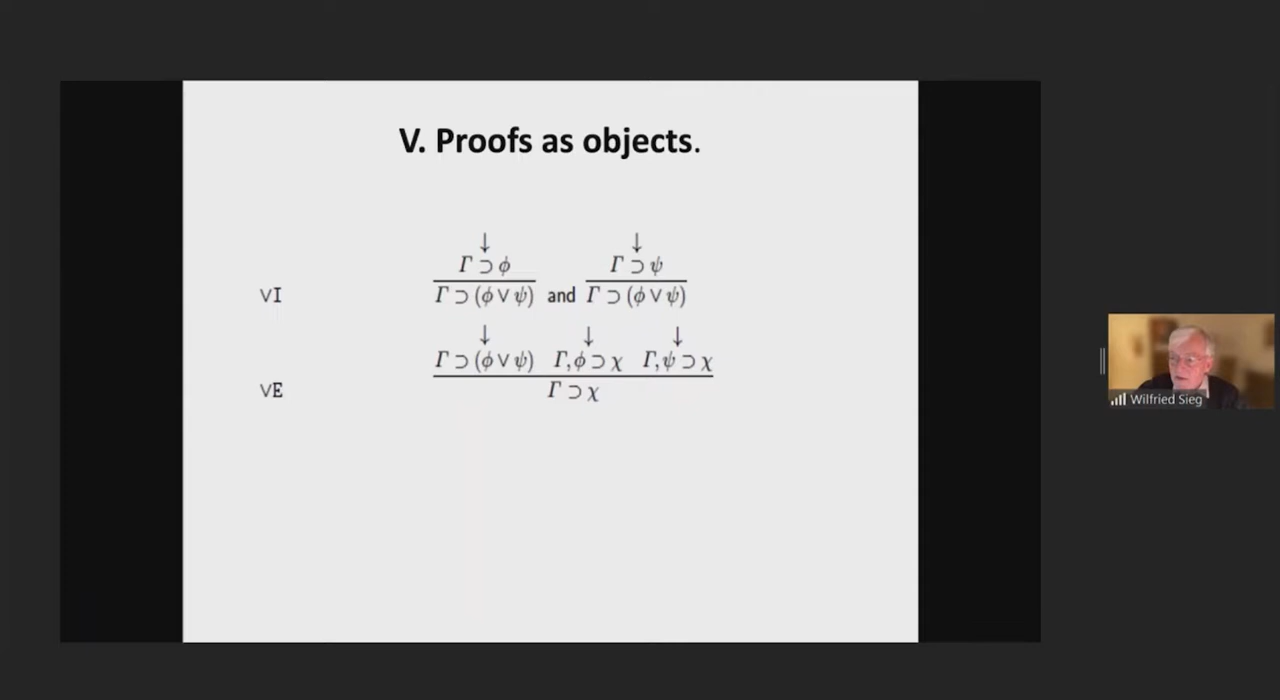 V. Proofs as objects.
↓ ↓
Γ ⊃ φ Γ ⊃ ψ
∨I Γ ⊃ (φ ∨ ψ) and Γ ⊃ (φ ∨ ψ)
↓ ↓ ↓
Γ ⊃ (φ ∨ ψ) Γ, φ ⊃ χ Γ, ψ ⊃ χ
∨E Γ ⊃ χ
Wilfried Sieg